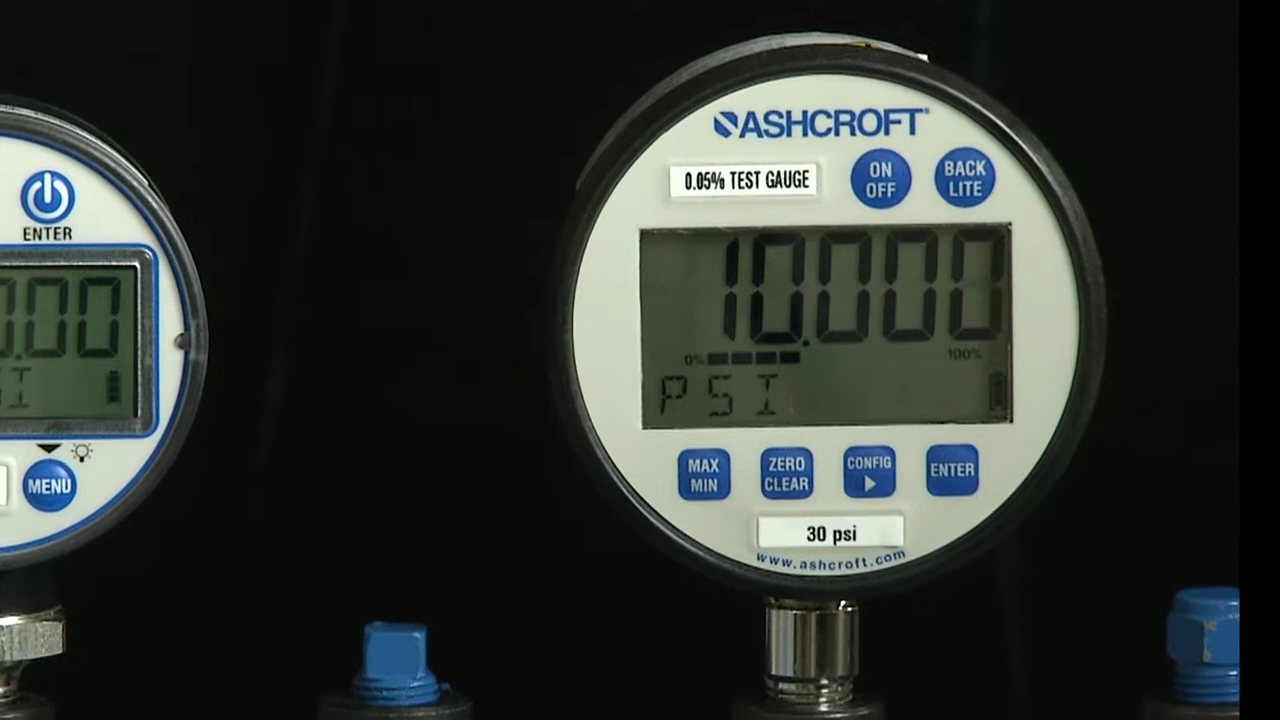 ENTER
0.00
SI
MENU
ASHCROFT®
0.05% TEST GAUGE
ON
OFF
BACK
LITE
10.000
0% 100%
PSI
MAX
MIN
ZERO
CLEAR
CONFIG
ENTER
30 psi
www.ashcroft.com